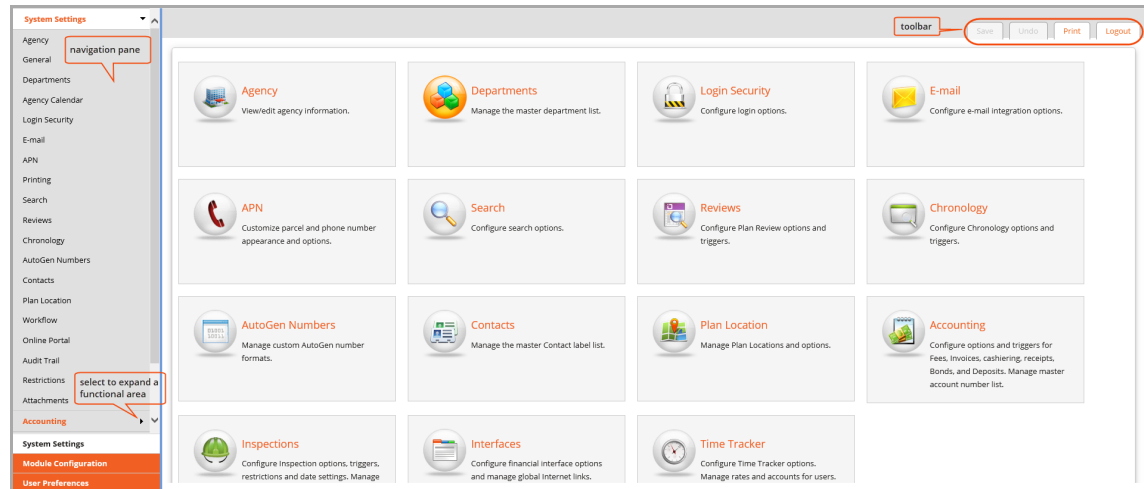 System Settings
Agency
General
Departments
Agency Calendar
Login Security
E-mail
APN
Printing
Search
Reviews
Chronology
AutoGen Numbers
Contacts
Plan Location
Workflow
Online Portal
Audit Trail
Restrictions
Attachments
Accounting
System Settings
Module Configuration
User Preferences
navigation pane
select to expand a
functional area
toolbar
Save
Undo
Print
Logout
Agency
View/edit agency information.
Departments
Manage the master department list.
Login Security
Configure login options.
E-mail
Configure e-mail integration options.
APN
Customize parcel and phone number
appearance and options.
Search
Configure search options.
Reviews
Configure Plan Review options and
triggers.
Chronology
Configure Chronology options and
triggers.
AutoGen Numbers
Manage custom AutoGen number
formats.
Contacts
Manage the master Contact label list.
Plan Location
Manage Plan Locations and options.
Accounting
Configure options and triggers for
Fees, Invoices, cashiering, receipts,
Bonds, and Deposits. Manage master
account number list.
Inspections
Configure Inspection options, triggers,
restrictions and date settings. Manage
Interfaces
Configure financial interface options
and manage global Internet links.
Time Tracker
Configure Time Tracker options.
Manage rates and accounts for users.